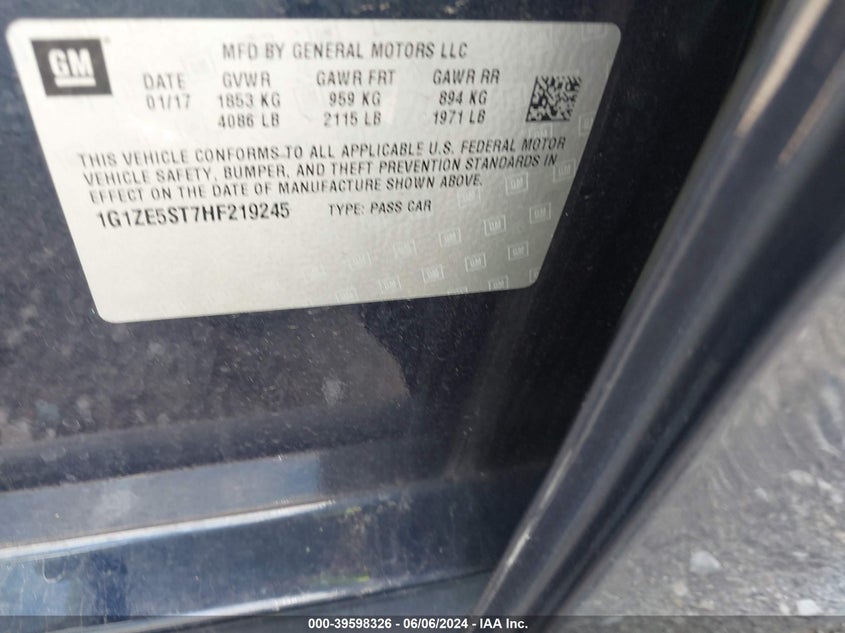 GM
MFD BY GENERAL MOTORS LLC
DATE GVWR GAWR FRT GAWR RR
01/17 1853 KG 959 KG 894 KG
4086 LB 2115 LB 1971 LB
THIS VEHICLE CONFORMS TO ALL APPLICABLE U.S. FEDERAL MOTOR
VEHICLE SAFETY, BUMPER, AND THEFT PREVENTION STANDARDS IN
EFFECT ON THE DATE OF MANUFACTURE SHOWN ABOVE.
1G1ZE5ST7HF219245 TYPE: PASS CAR
000-39598326 - 06/06/2024 - IAA.